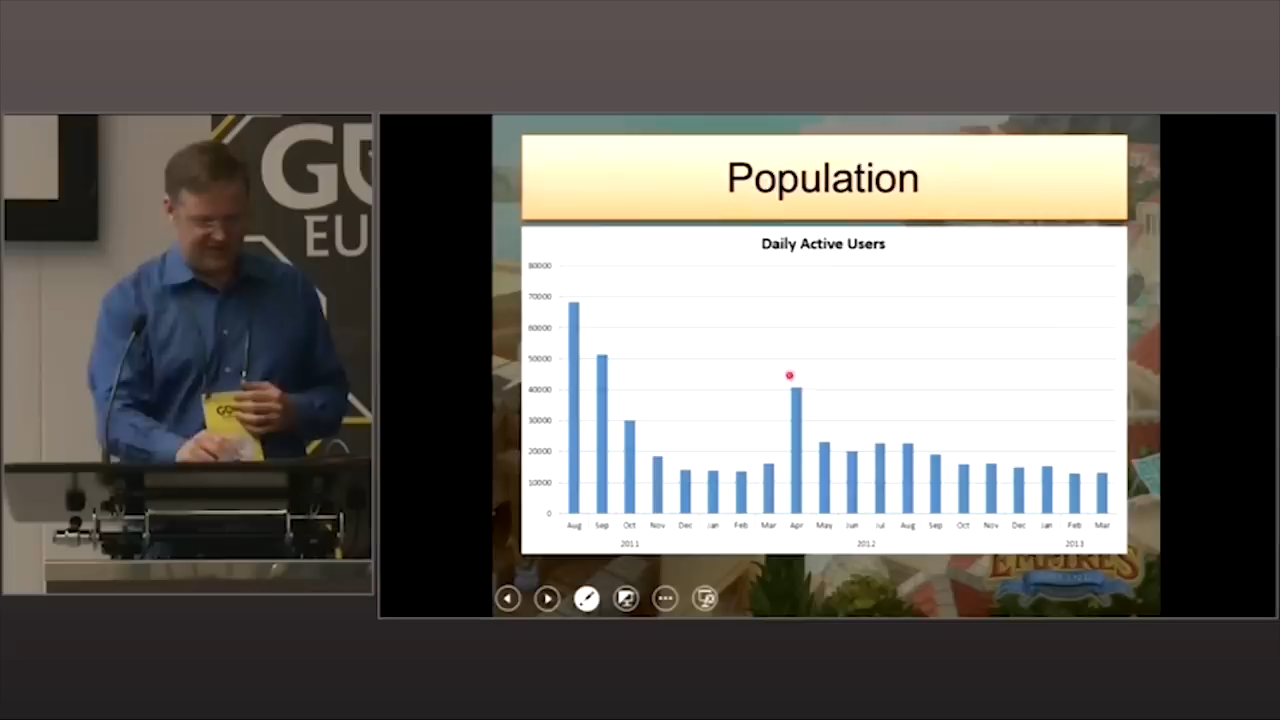 GD
EU
GD
Population
Daily Active Users
80000
70000
60000
50000
40000
30000
20000
10000
0
Aug Sep Oct Nov Dec Jan Feb Mar Apr May Jun Jul Aug Sep Oct Nov Dec Jan Feb Mar
2011 2012 2013
EMPIRES